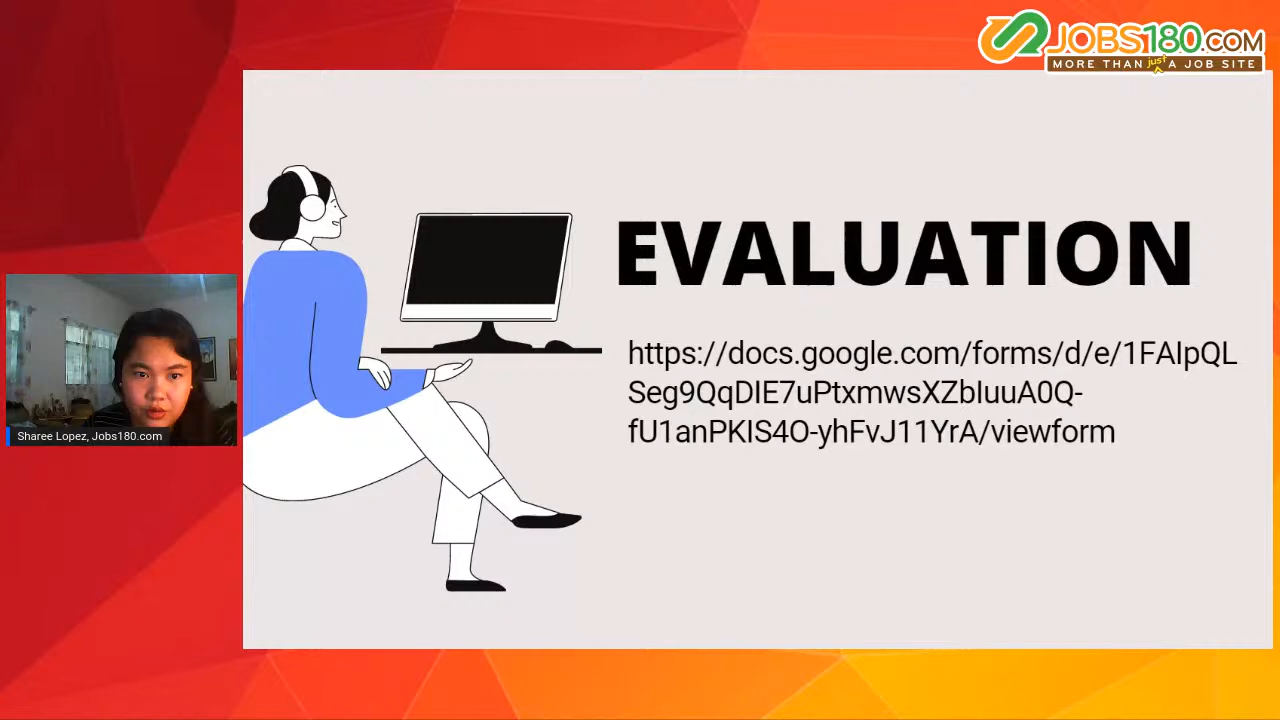 JOBS180.COM
MORE THAN just A JOB SITE
EVALUATION
https://docs.google.com/forms/d/e/1FAIpQL
Seg9QqDIE7uPtxmwsXZbIuuA0Q-
fU1anPKIS4O-yhFvJ11YrA/viewform
Sharee Lopez, Jobs180.com